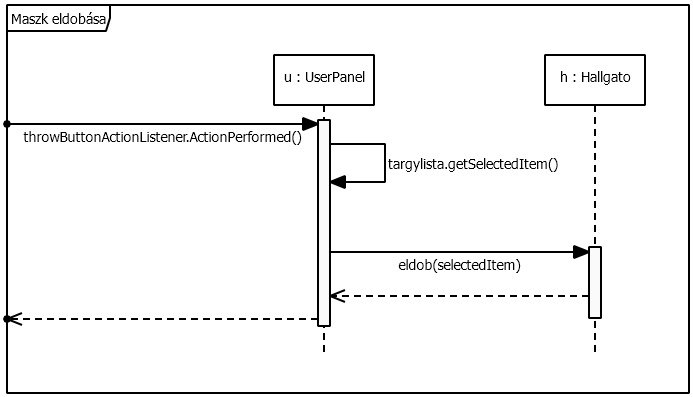 Maszk eldobása
u : UserPanel
h : Hallgato
throwButtonActionListener.ActionPerformed()
targylista.getSelectedItem()
eldob(selectedItem)